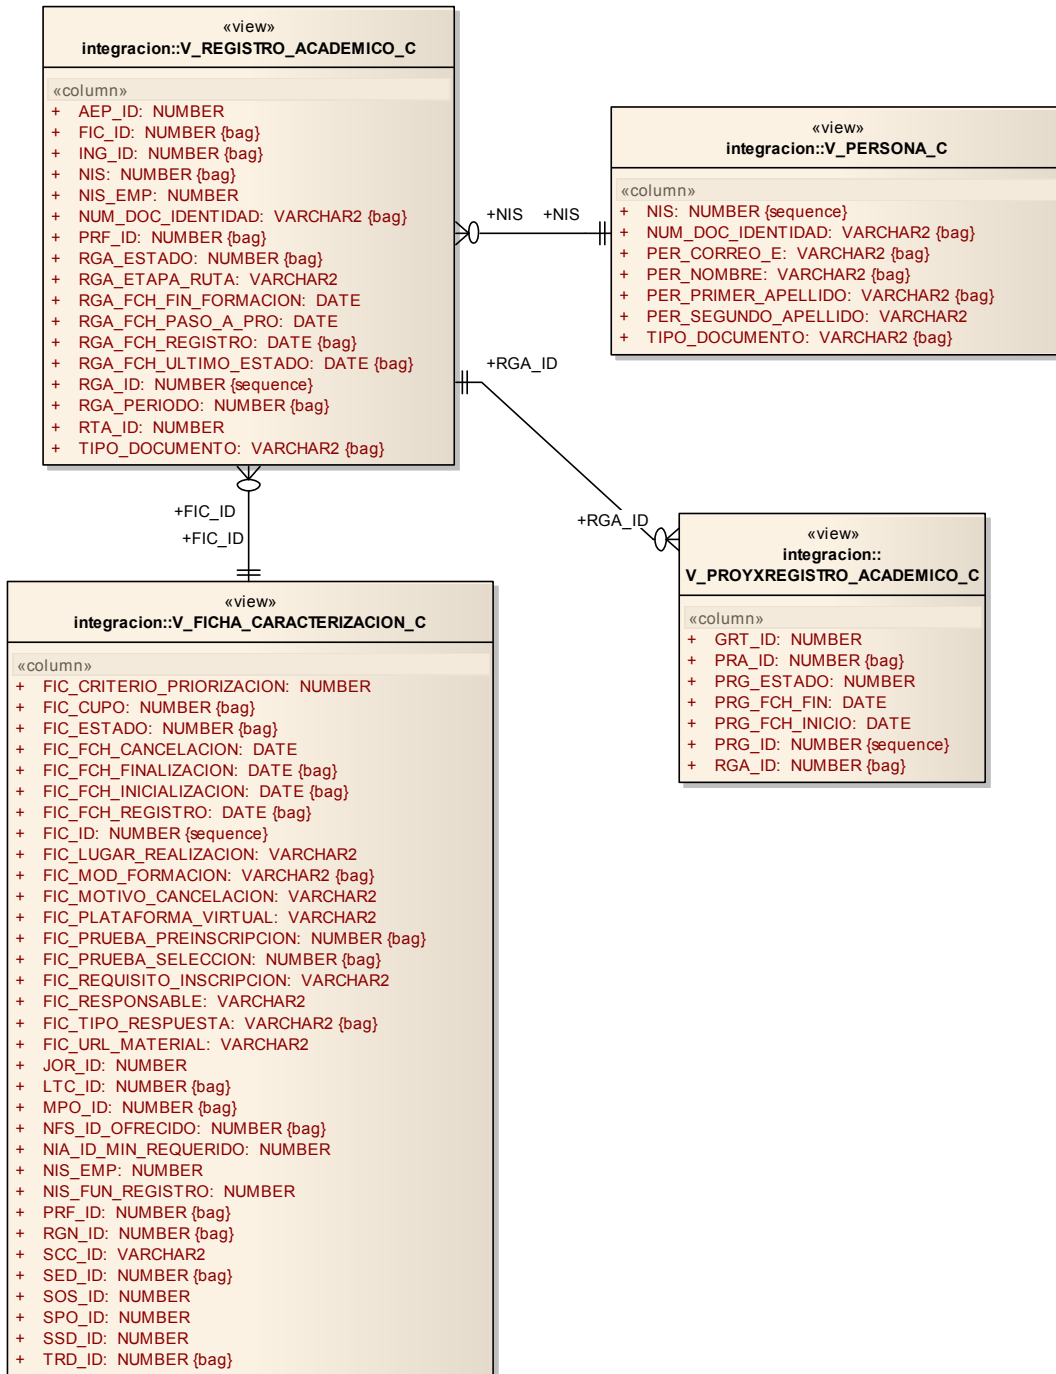 «view»
integracion::V_REGISTRO_ACADEMICO_C
«column»
+ AEP_ID: NUMBER
+ FIC_ID: NUMBER {bag}
+ ING_ID: NUMBER {bag}
+ NIS: NUMBER {bag}
+ NIS_EMP: NUMBER
+ NUM_DOC_IDENTIDAD: VARCHAR2 {bag}
+ PRF_ID: NUMBER {bag}
+ RGA_ESTADO: NUMBER {bag}
+ RGA_ETAPA_RUTA: VARCHAR2
+ RGA_FCH_FIN_FORMACION: DATE
+ RGA_FCH_PASO_A_PRO: DATE
+ RGA_FCH_REGISTRO: DATE {bag}
+ RGA_FCH_ULTIMO_ESTADO: DATE {bag}
+ RGA_ID: NUMBER {sequence}
+ RGA_PERIODO: NUMBER {bag}
+ RTA_ID: NUMBER
+ TIPO_DOCUMENTO: VARCHAR2 {bag}
+NIS +NIS
«view»
integracion::V_PERSONA_C
«column»
+ NIS: NUMBER {sequence}
+ NUM_DOC_IDENTIDAD: VARCHAR2 {bag}
+ PER_CORREO_E: VARCHAR2 {bag}
+ PER_NOMBRE: VARCHAR2 {bag}
+ PER_PRIMER_APELLIDO: VARCHAR2 {bag}
+ PER_SEGUNDO_APELLIDO: VARCHAR2
+ TIPO_DOCUMENTO: VARCHAR2 {bag}
+RGA_ID
+RGA_ID
«view»
integracion::
V_PROYXREGISTRO_ACADEMICO_C
«column»
+ GRT_ID: NUMBER
+ PRA_ID: NUMBER {bag}
+ PRG_ESTADO: NUMBER
+ PRG_FCH_FIN: DATE
+ PRG_FCH_INICIO: DATE
+ PRG_ID: NUMBER {sequence}
+ RGA_ID: NUMBER {bag}
+FIC_ID
+FIC_ID
«view»
integracion::V_FICHA_CARACTERIZACION_C
«column»
+ FIC_CRITERIO_PRIORIZACION: NUMBER
+ FIC_CUPO: NUMBER {bag}
+ FIC_ESTADO: NUMBER {bag}
+ FIC_FCH_CANCELACION: DATE
+ FIC_FCH_FINALIZACION: DATE {bag}
+ FIC_FCH_INICIALIZACION: DATE {bag}
+ FIC_FCH_REGISTRO: DATE {bag}
+ FIC_ID: NUMBER {sequence}
+ FIC_LUGAR_REALIZACION: VARCHAR2
+ FIC_MOD_FORMACION: VARCHAR2 {bag}
+ FIC_MOTIVO_CANCELACION: VARCHAR2
+ FIC_PLATAFORMA_VIRTUAL: VARCHAR2
+ FIC_PRUEBA_PREINSCRIPCION: NUMBER {bag}
+ FIC_PRUEBA_SELECCION: NUMBER {bag}
+ FIC_REQUISITO_INSCRIPCION: VARCHAR2
+ FIC_RESPONSABLE: VARCHAR2
+ FIC_TIPO_RESPUESTA: VARCHAR2 {bag}
+ FIC_URL_MATERIAL: VARCHAR2
+ JOR_ID: NUMBER
+ LTC_ID: NUMBER {bag}
+ MPO_ID: NUMBER {bag}
+ NFS_ID_OFRECIDO: NUMBER {bag}
+ NIA_ID_MIN_REQUERIDO: NUMBER
+ NIS_EMP: NUMBER
+ NIS_FUN_REGISTRO: NUMBER
+ PRF_ID: NUMBER {bag}
+ RGN_ID: NUMBER {bag}
+ SCC_ID: VARCHAR2
+ SED_ID: NUMBER {bag}
+ SOS_ID: NUMBER
+ SPO_ID: NUMBER
+ SSD_ID: NUMBER
+ TRD_ID: NUMBER {bag}